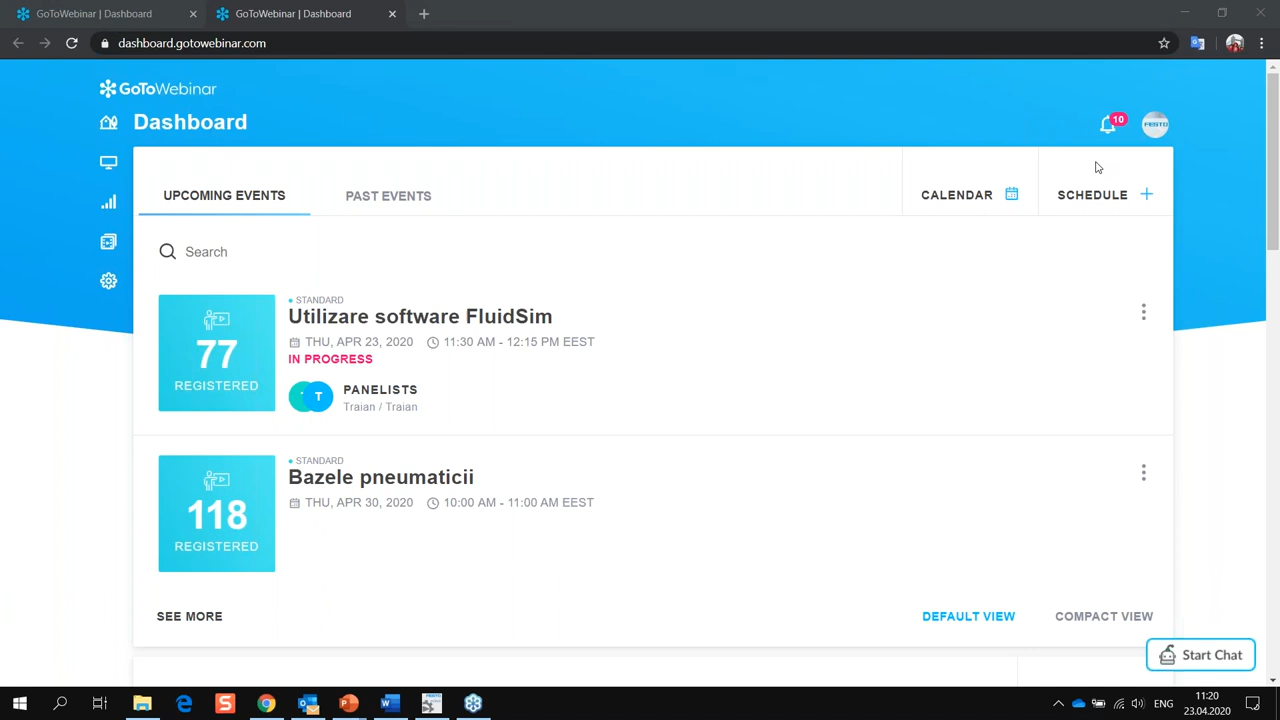 GoToWebinar | Dashboard
GoToWebinar | Dashboard
dashboard.gotowebinar.com
GoToWebinar
Dashboard
10
FESTO
UPCOMING EVENTS
PAST EVENTS
CALENDAR
SCHEDULE
Search
STANDARD
Utilizare software FluidSim
THU, APR 23, 2020 11:30 AM - 12:15 PM EEST
IN PROGRESS
77
REGISTERED
T
PANELISTS
Traian / Traian
STANDARD
Bazele pneumaticii
THU, APR 30, 2020 10:00 AM - 11:00 AM EEST
118
REGISTERED
SEE MORE
DEFAULT VIEW
COMPACT VIEW
Start Chat
ENG
11:20
23.04.2020